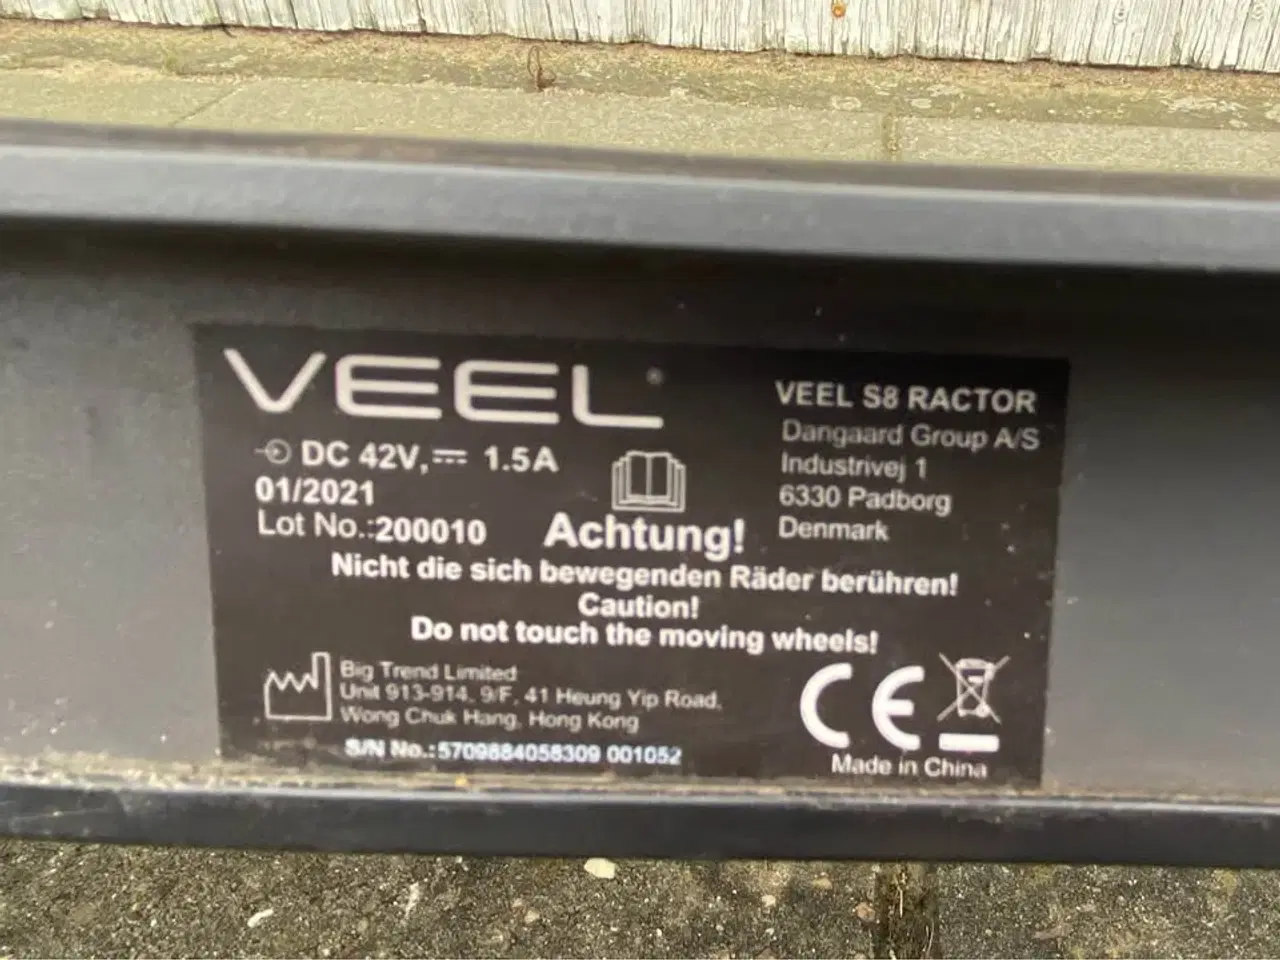 VEEL
VEEL S8 RACTOR
Dangaard Group A/S
Industrivej 1
6330 Padborg
Denmark
DC 42V, ⎓ 1.5A
01/2021
Lot No.:200010
Achtung!
Nicht die sich bewegenden Räder berühren!
Caution!
Do not touch the moving wheels!
Big Trend Limited
Unit 913-914, 9/F, 41 Heung Yip Road,
Wong Chuk Hang, Hong Kong
S/N No.:5709884058309 001052
CE
Made in China